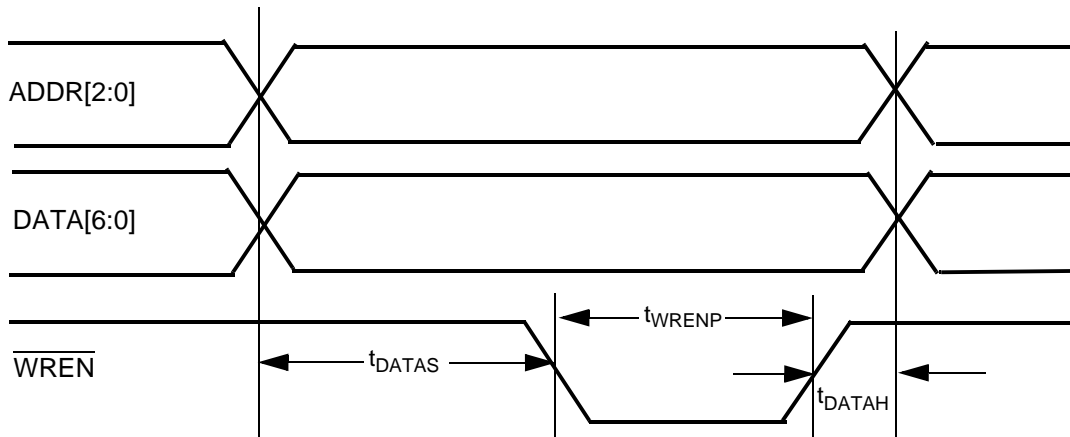 ADDR[2:0]
DATA[6:0]
tWRENP
WREN
tDATAS
tDATAH